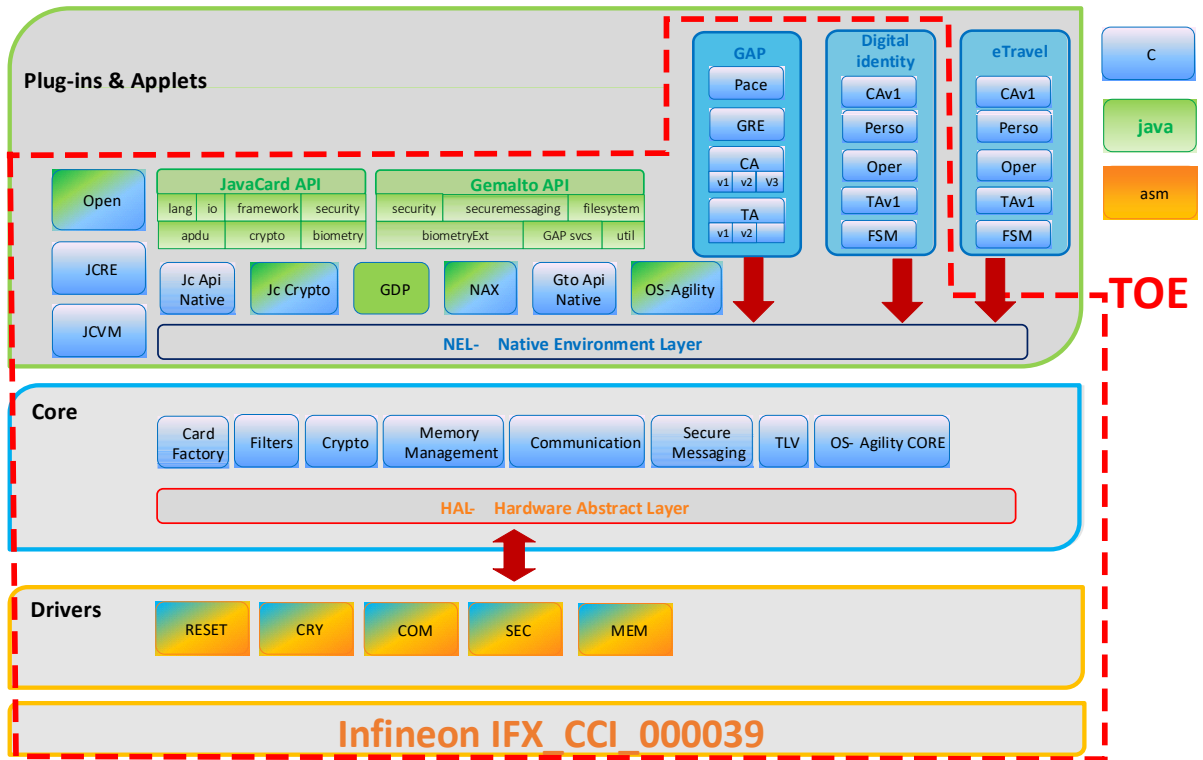 Plug-ins & Applets
GAP
Pace
GRE
CA
v1 v2 V3
TA
v1 v2
Digital
identity
CAv1
Perso
Oper
TAv1
FSM
eTravel
CAv1
Perso
Oper
TAv1
FSM
C
java
asm
TOE
Open
JCRE
JCVM
JavaCard API
lang io framework security
apdu crypto biometry
Gemalto API
security securemessaging filesystem
biometryExt GAP svcs util
Jc Api
Native
Jc Crypto
GDP
NAX
Gto Api
Native
OS-Agility
NEL- Native Environment Layer
Core
Card
Factory
Filters
Crypto
Memory
Management
Communication
Secure
Messaging
TLV
OS- Agility CORE
HAL- Hardware Abstract Layer
Drivers
RESET
CRY
COM
SEC
MEM
Infineon IFX_CCI_000039